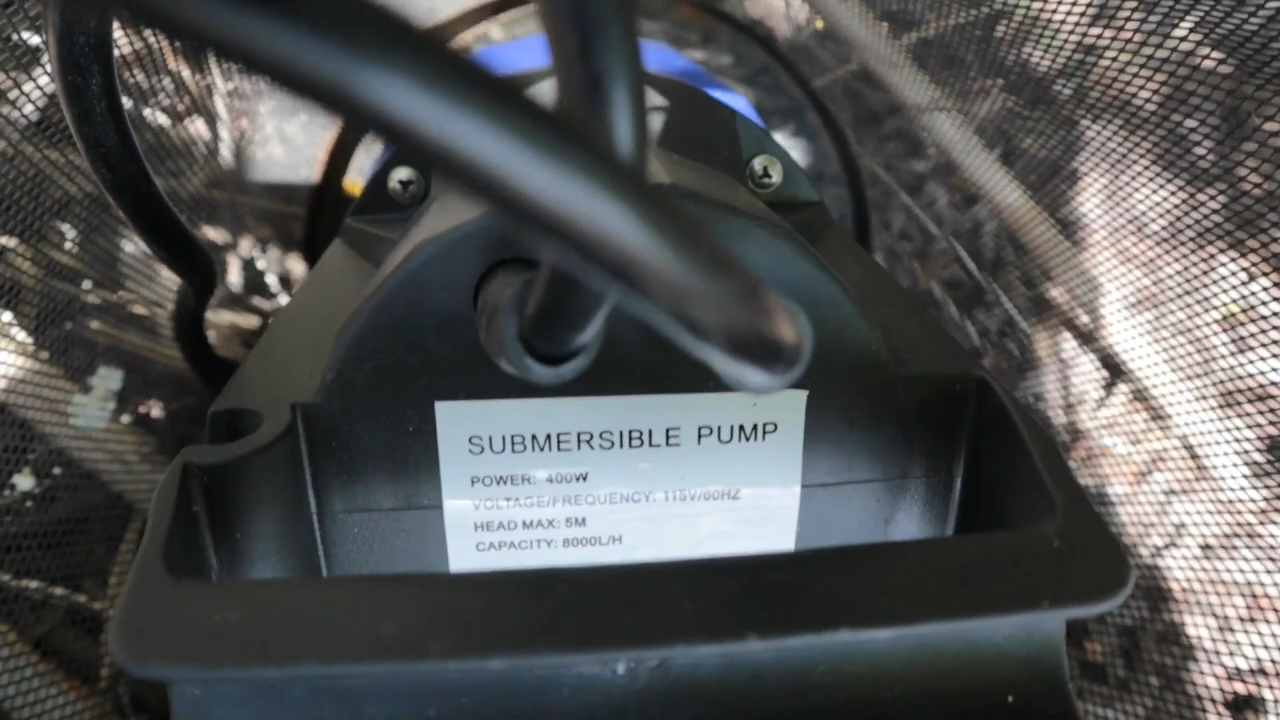 SUBMERSIBLE PUMP
POWER: 400W
VOLTAGE/FREQUENCY: 115V/60HZ
HEAD MAX: 5M
CAPACITY: 8000L/H